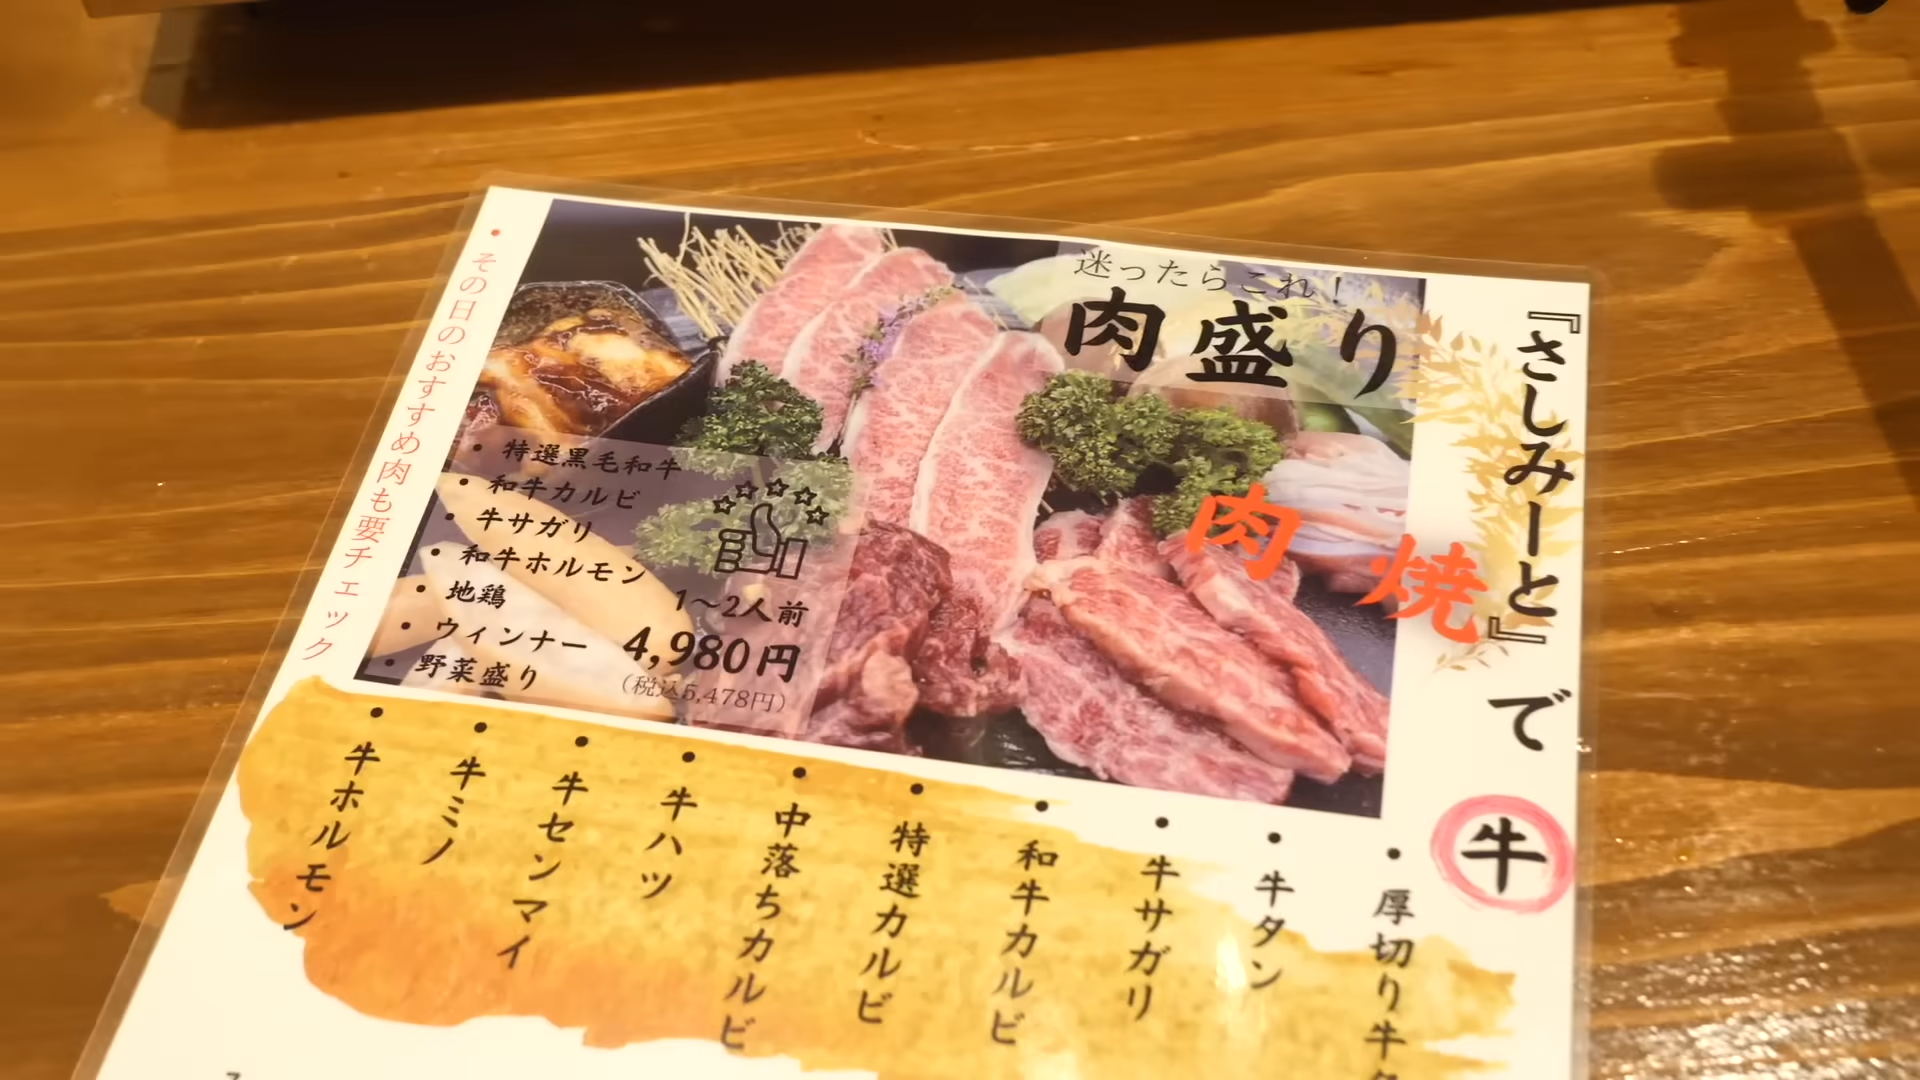 『さしみーと』で
肉焼
迷ったらこれ！
肉盛り
・特選黒毛和牛
・和牛カルビ
・牛サガリ
・和牛ホルモン
・地鶏
・ウィンナー
・野菜盛り
1～2人前
4,980円
（税込5,478円）
・その日のおすすめ肉も要チェック
牛
・厚切り牛タ
・牛タン
・牛サガリ
・和牛カルビ
・特選カルビ
・中落ちカルビ
・牛ハツ
・牛センマイ
・牛ミノ
・牛ホルモン